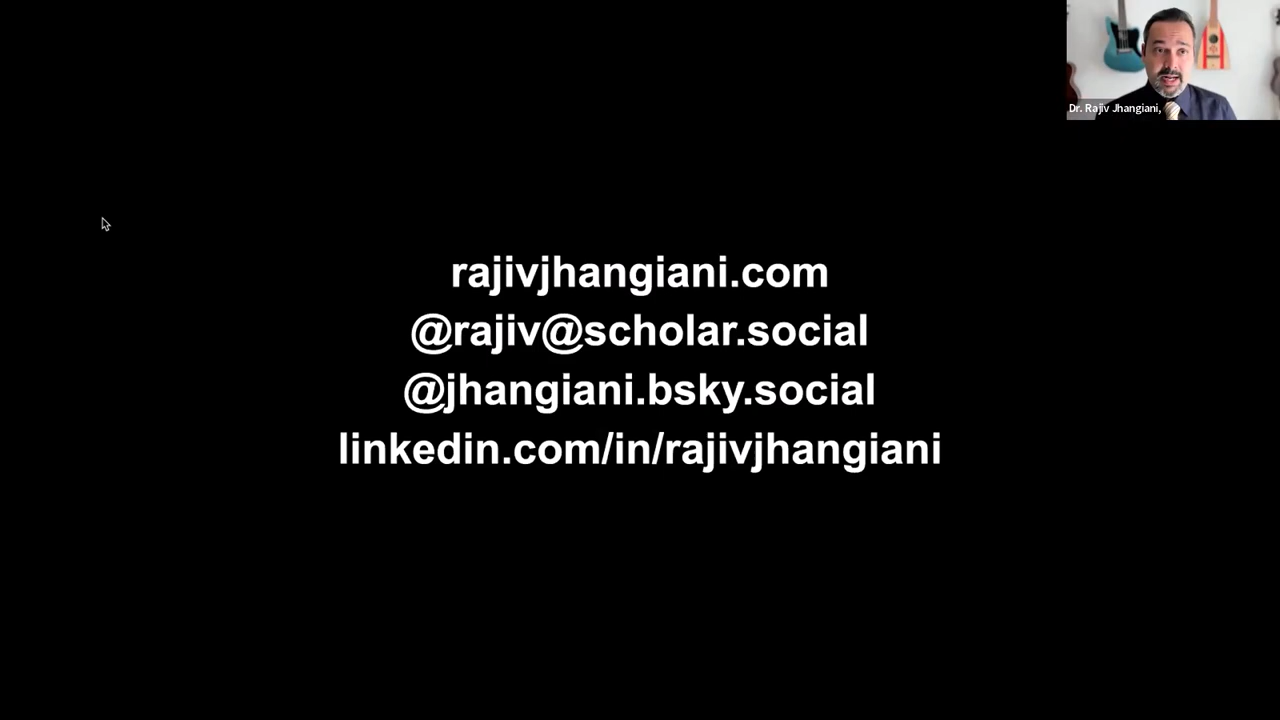 Dr. Rajiv Jhangiani,
rajivjhangiani.com
@rajiv@scholar.social
@jhangiani.bsky.social
linkedin.com/in/rajivjhangiani